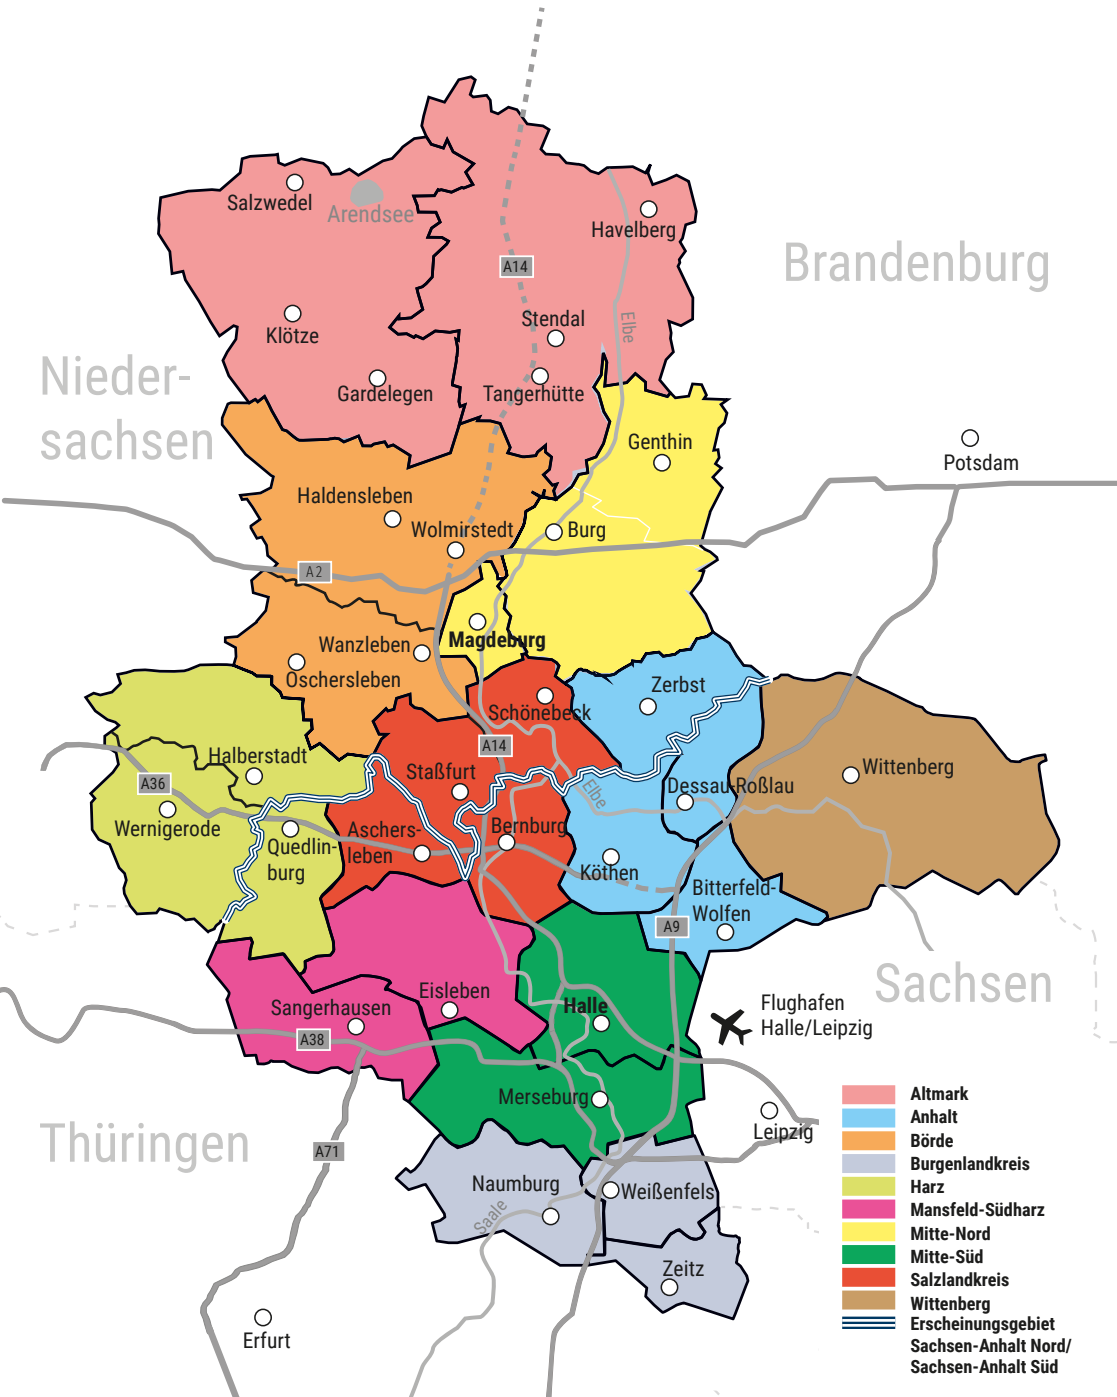 Salzwedel
Arendsee
Havelberg
Brandenburg
A14
Klötze
Stendal
Elbe
Nieder-
sachsen
Gardelegen
Tangerhütte
Genthin
Potsdam
Haldensleben
Wolmirstedt
Burg
A2
Wanzleben
Magdeburg
Oschersleben
Zerbst
Schönebeck
A14
Halberstadt
Staßfurt
Elbe
Dessau-Roßlau
Wittenberg
A36
Wernigerode
Quedlin-
burg
Aschers-
leben
Bernburg
Köthen
Bitterfeld-
Wolfen
A9
Sachsen
Eisleben
Sangerhausen
Halle
Flughafen
Halle/Leipzig
A38
Merseburg
Leipzig
Thüringen
A71
Naumburg
Weißenfels
Saale
Zeitz
Erfurt
Altmark
Anhalt
Börde
Burgenlandkreis
Harz
Mansfeld-Südharz
Mitte-Nord
Mitte-Süd
Salzlandkreis
Wittenberg
Erscheinungsgebiet
Sachsen-Anhalt Nord/
Sachsen-Anhalt Süd